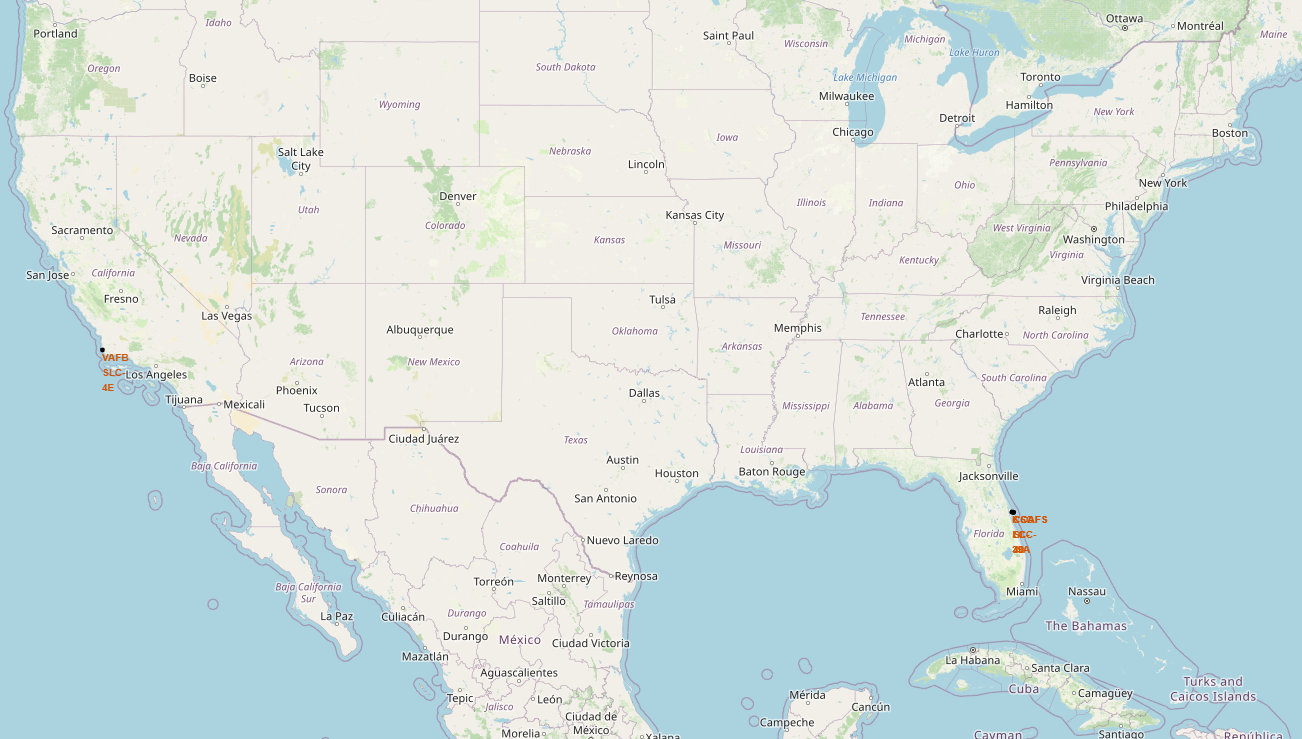 Idaho
Ottawa
Montréal
Portland
Saint Paul
Wisconsin
Michigan
Maine
Lake Huron
Oregon
Boise
South Dakota
Lake Michigan
Toronto
Milwaukee
Hamilton
Wyoming
New York
Detroit
Chicago
Boston
Iowa
Salt Lake
City
Nebraska
Lincoln
Pennsylvania
Denver
Ohio
New York
Utah
Illinois
Indiana
Philadelphia
Kansas City
Colorado
Sacramento
Nevada
Kansas
Missouri
West Virginia
Washington
Virginia
Kentucky
San Jose
California
Virginia Beach
Fresno
Tulsa
Las Vegas
Raleigh
Tennessee
Albuquerque
Oklahoma
Memphis
Charlotte
North Carolina
VAFB
SLC-
4E
Los Angeles
Arizona
New Mexico
Arkansas
Phoenix
Atlanta
South Carolina
Tijuana
Mexicali
Tucson
Dallas
Mississippi
Alabama
Georgia
Ciudad Juárez
Texas
Louisiana
Baja California
Austin
Houston
Baton Rouge
Jacksonville
Sonora
San Antonio
Chihuahua
Florida
Coahuila
Nuevo Laredo
Torreón
Monterrey
Reynosa
Baja California
Sur
Saltillo
Tamaulipas
Miami
Nassau
La Paz
Culiacán
Durango
The Bahamas
Durango
México
Ciudad Victoria
Mazatlán
La Habana
Santa Clara
Aguascalientes
Turks and
Caicos Islands
Cuba
Camagüey
Tepic
León
Mérida
Jalisco
Cancún
Ciudad de
México
Campeche
Morelia
Xalapa
Cayman
Santiago
República